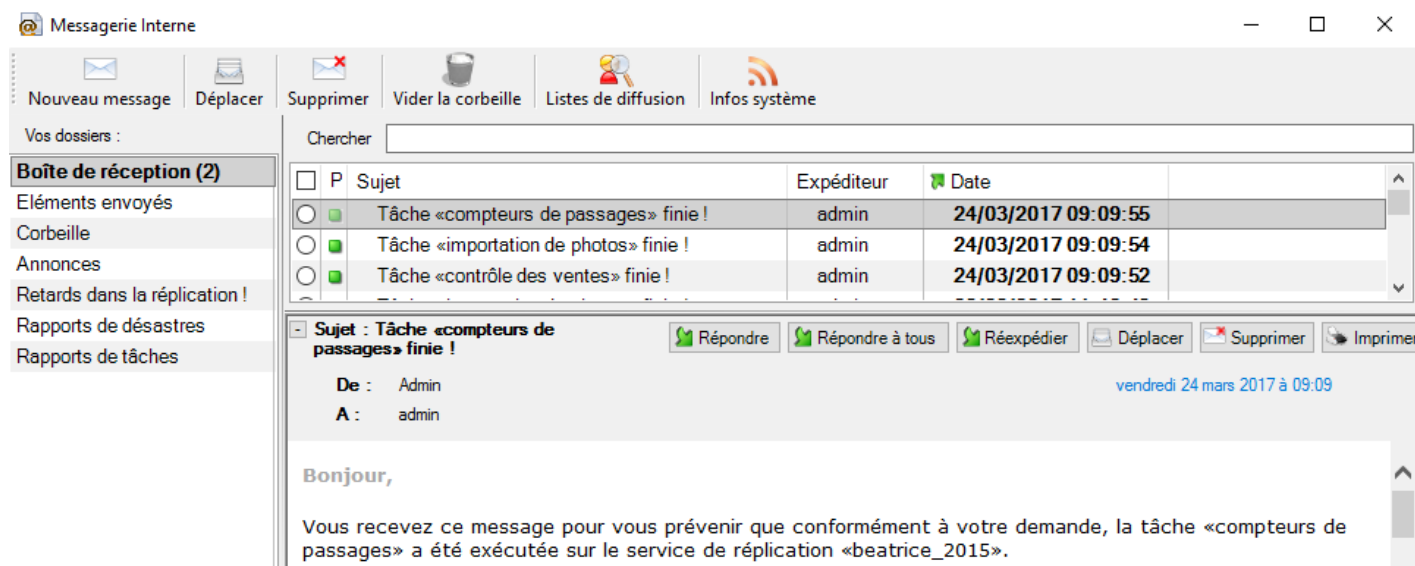 Messagerie Interne
Nouveau message Déplacer Supprimer Vider la corbeille Listes de diffusion Infos système
Vos dossiers :
Boîte de réception (2)
Eléments envoyés
Corbeille
Annonces
Retards dans la réplication !
Rapports de désastres
Rapports de tâches
Chercher
P Sujet Expéditeur Date
Tâche «compteurs de passages» finie ! admin 24/03/2017 09:09:55
Tâche «importation de photos» finie ! admin 24/03/2017 09:09:54
Tâche «contrôle des ventes» finie ! admin 24/03/2017 09:09:52
Sujet : Tâche «compteurs de
passages» finie !
Répondre Répondre à tous Réexpédier Déplacer Supprimer Imprimer
De : Admin
vendredi 24 mars 2017 à 09:09
A : admin
Bonjour,
Vous recevez ce message pour vous prévenir que conformément à votre demande, la tâche «compteurs de
passages» a été exécutée sur le service de réplication «beatrice_2015».